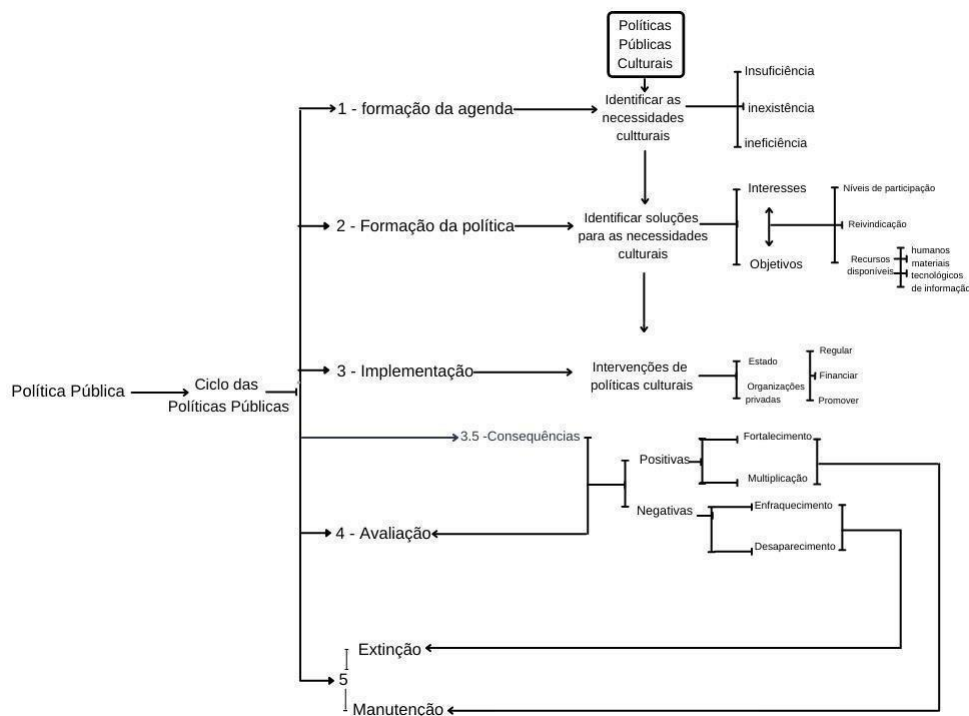 Políticas
Públicas
Culturais
1 - formação da agenda
Identificar as
necessidades
cultturais
Insuficiência
inexistência
ineficiência
2 - Formação da política
Identificar soluções
para as necessidades
culturais
Interesses
Objetivos
Níveis de participação
Reivindicação
Recursos
disponíveis
humanos
materiais
tecnológicos
de informação
Política Pública
Ciclo das
Políticas Públicas
3 - Implementação
Intervenções de
políticas culturais
Estado
Organizações
privadas
Regular
Financiar
Promover
3.5 -Consequências
Positivas
Fortalecimento
Multiplicação
Negativas
Enfraquecimento
Desaparecimento
4 - Avaliação
5
Extinção
Manutenção